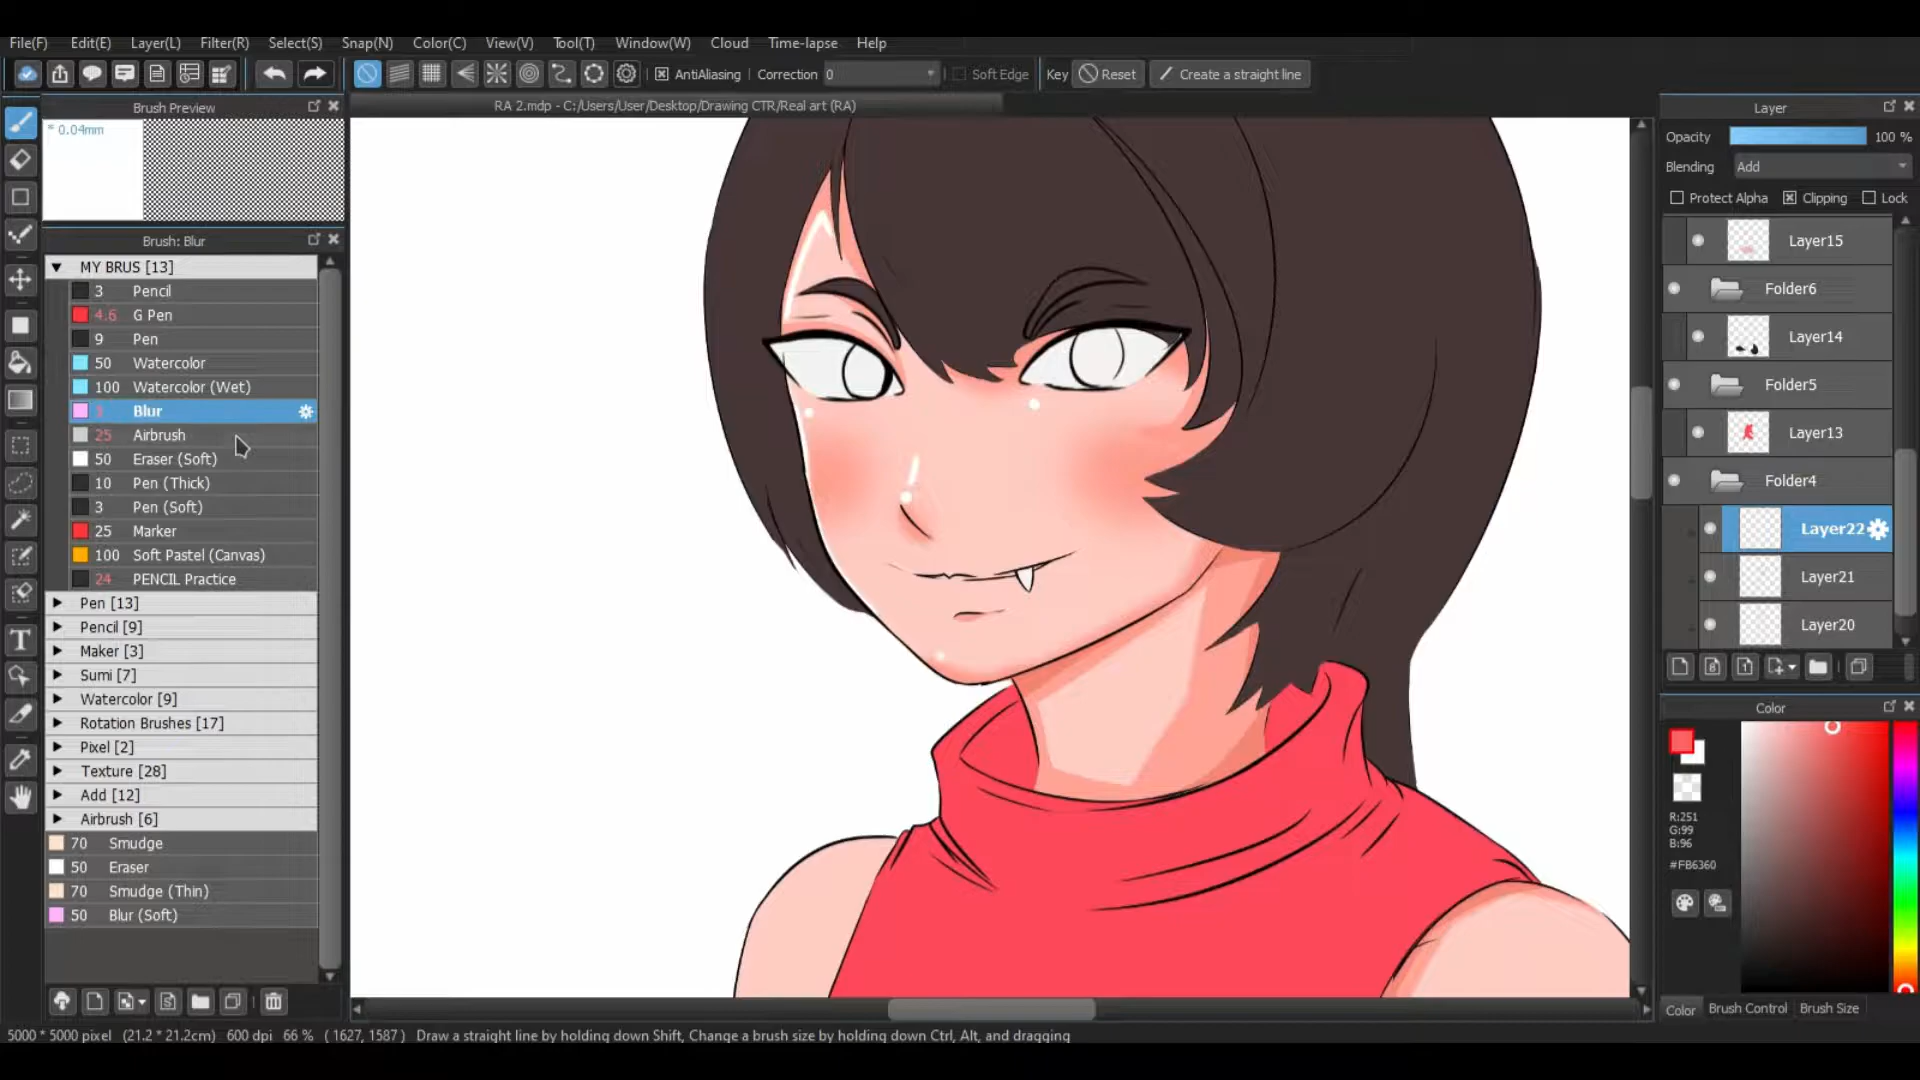 File(F) Edit(E) Layer(L) Filter(R) Select(S) Snap(N) Color(C) View(V) Tool(T) Window(W) Cloud Time-lapse Help
AntiAliasing Correction 0 Soft Edge Key Reset Create a straight line
Brush Preview
RA 2.mdp - C:/Users/User/Desktop/Drawing CTR/Real art (RA)
* 0.04mm
Brush: Blur
MY BRUS [13]
3 Pencil
4.6 G Pen
9 Pen
50 Watercolor
100 Watercolor (Wet)
Blur
25 Airbrush
50 Eraser (Soft)
10 Pen (Thick)
3 Pen (Soft)
25 Marker
100 Soft Pastel (Canvas)
24 PENCIL Practice
Pen [13]
Pencil [9]
Maker [3]
Sumi [7]
Watercolor [9]
Rotation Brushes [17]
Pixel [2]
Texture [28]
Add [12]
Airbrush [6]
70 Smudge
50 Eraser
70 Smudge (Thin)
50 Blur (Soft)
Layer
Opacity 100 %
Blending Add
Protect Alpha Clipping Lock
Layer15
Folder6
Layer14
Folder5
Layer13
Folder4
Layer22
Layer21
Layer20
Color
R:251
G:99
B:96
#FB6360
Color Brush Control Brush Size
5000 * 5000 pixel (21.2 * 21.2cm) 600 dpi 66 % ( 1627, 1587 ) Draw a straight line by holding down Shift, Change a brush size by holding down Ctrl, Alt, and dragging